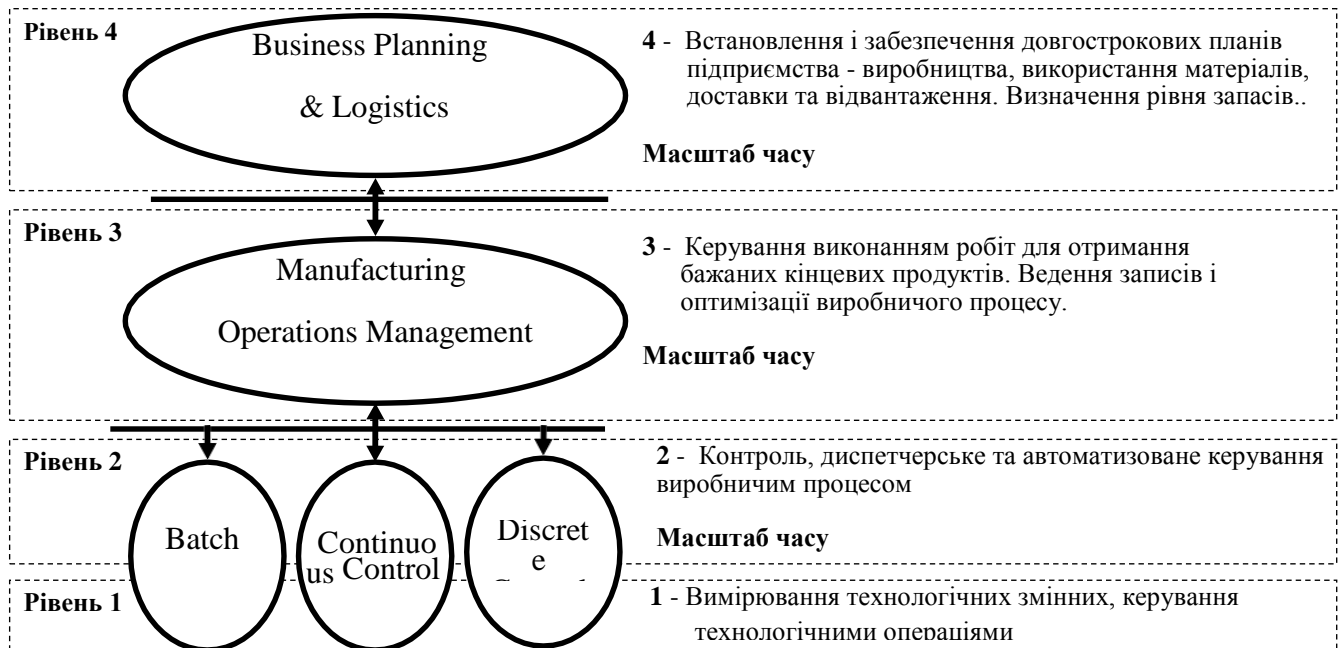 Рівень 4
Business Planning
& Logistics
4 - Встановлення і забезпечення довгострокових планів
підприємства - виробництва, використання матеріалів,
доставки та відвантаження. Визначення рівня запасів..
Масштаб часу
Рівень 3
Manufacturing
Operations Management
3 - Керування виконанням робіт для отримання
бажаних кінцевих продуктів. Ведення записів і
оптимізації виробничого процесу.
Масштаб часу
Рівень 2
Batch
Continuo
us Control
Discret
e
2 - Контроль, диспетчерське та автоматизоване керування
виробничим процесом
Масштаб часу
Рівень 1
1 - Вимірювання технологічних змінних, керування
технологічними операціями